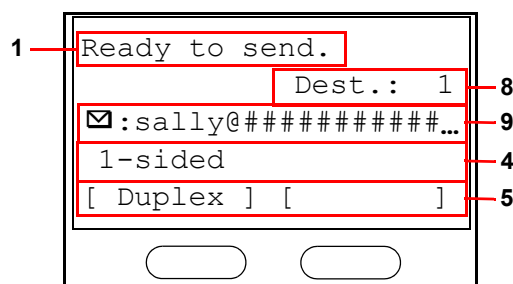 1 Ready to send.
Dest.: 1 8
:sally@###########… 9
1-sided 4
[ Duplex ] [ ] 5